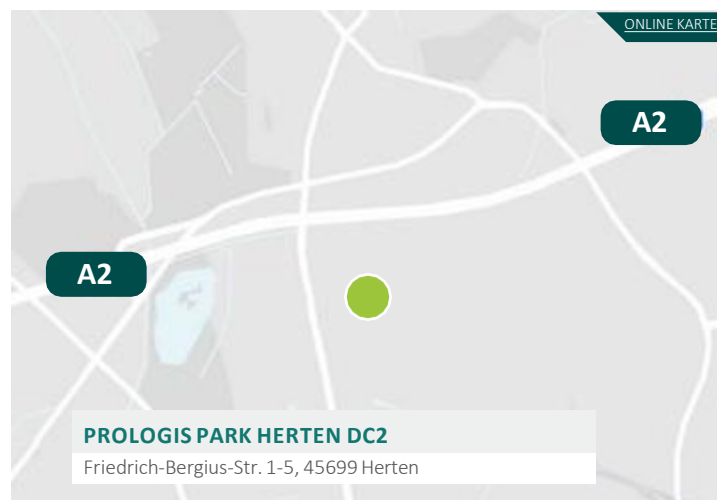 ONLINE KARTE
A2
A2
PROLOGIS PARK HERTEN DC2
Friedrich-Bergius-Str. 1-5, 45699 Herten